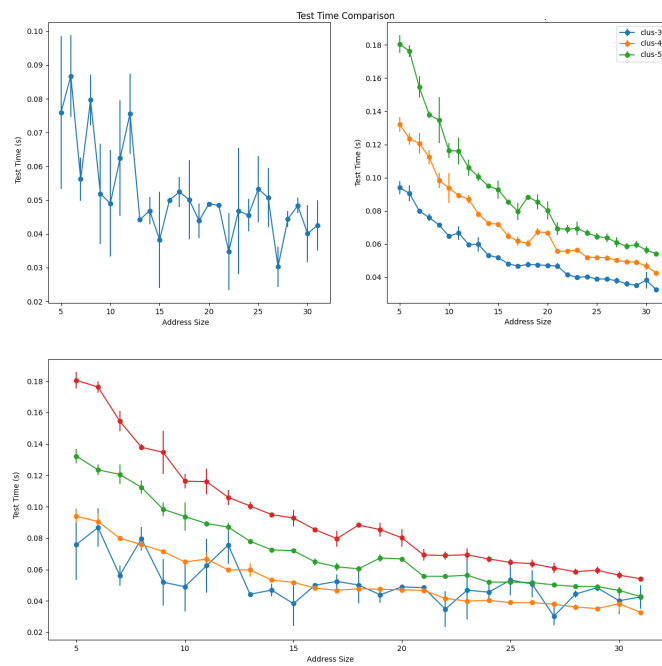 Test Time Comparison
0.10
0.09
0.08
0.07
0.06
0.05
0.04
0.03
0.02
Test Time (s)
5 10 15 20 25 30
Address Size
0.18
0.16
0.14
0.12
0.10
0.08
0.06
0.04
Test Time (s)
5 10 15 20 25 30
Address Size
clus-3
clus-4
clus-5
0.18
0.16
0.14
0.12
0.10
0.08
0.06
0.04
0.02
Test Time (s)
5 10 15 20 25 30
Address Size